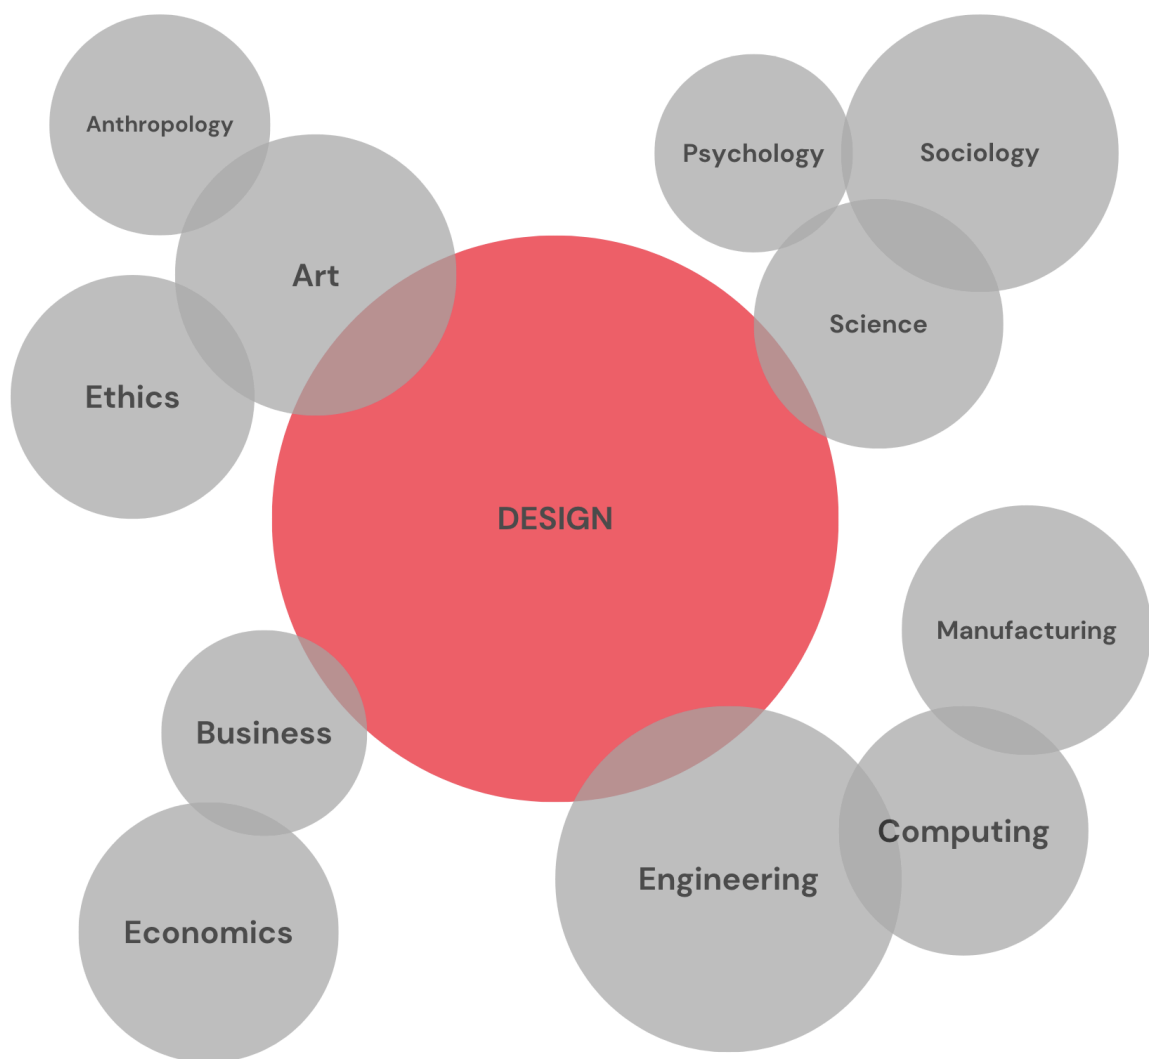 Anthropology
Art
Ethics
Psychology
Sociology
Science
DESIGN
Manufacturing
Business
Computing
Engineering
Economics